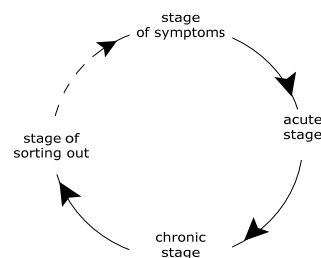 stage
of symptoms
acute
stage
chronic
stage
stage of
sorting out